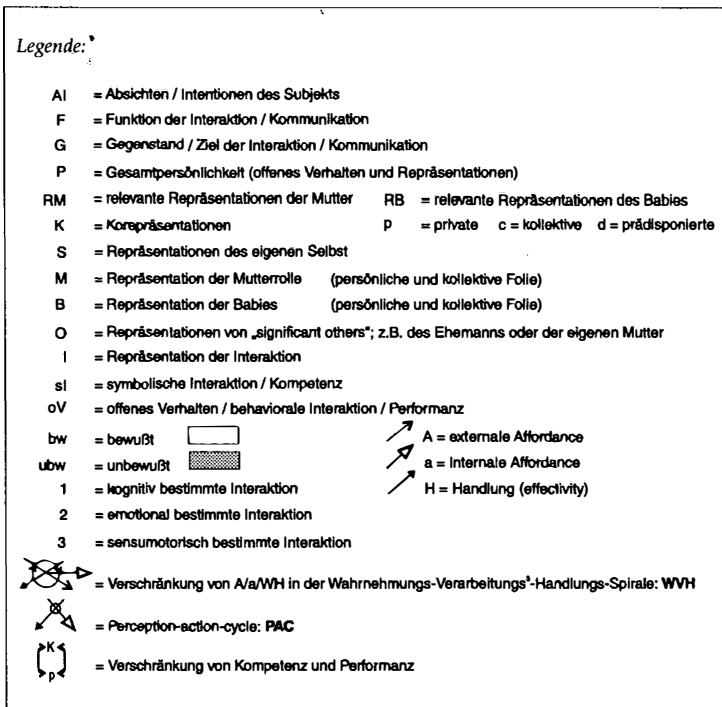 Legende:
AI = Absichten / Intentionen des Subjekts
F = Funktion der Interaktion / Kommunikation
G = Gegenstand / Ziel der Interaktion / Kommunikation
P = Gesamtpersönlichkeit (offenes Verhalten und Repräsentationen)
RM = relevante Repräsentationen der Mutter RB = relevante Repräsentationen des Babies
K = Korepräsentationen p = private c = kollektive d = prädisponierte
S = Repräsentationen des eigenen Selbst
M = Repräsentation der Mutterrolle (persönliche und kollektive Folie)
B = Repräsentation der Babies (persönliche und kollektive Folie)
O = Repräsentationen von „significant others“; z.B. des Ehemanns oder der eigenen Mutter
I = Repräsentation der Interaktion
sI = symbolische Interaktion / Kompetenz
oV = offenes Verhalten / behaviorale Interaktion / Performanz
bw = bewußt A = externale Affordance
ubw = unbewußt a = Internale Affordance
1 = kognitiv bestimmte Interaktion H = Handlung (effectivity)
2 = emotional bestimmte Interaktion
3 = sensumotorisch bestimmte Interaktion
= Verschränkung von A/a/WH in der Wahrnehmungs-Verarbeitungs³-Handlungs-Spirale: WVH
= Perception-action-cycle: PAC
K
= Verschränkung von Kompetenz und Performanz
p